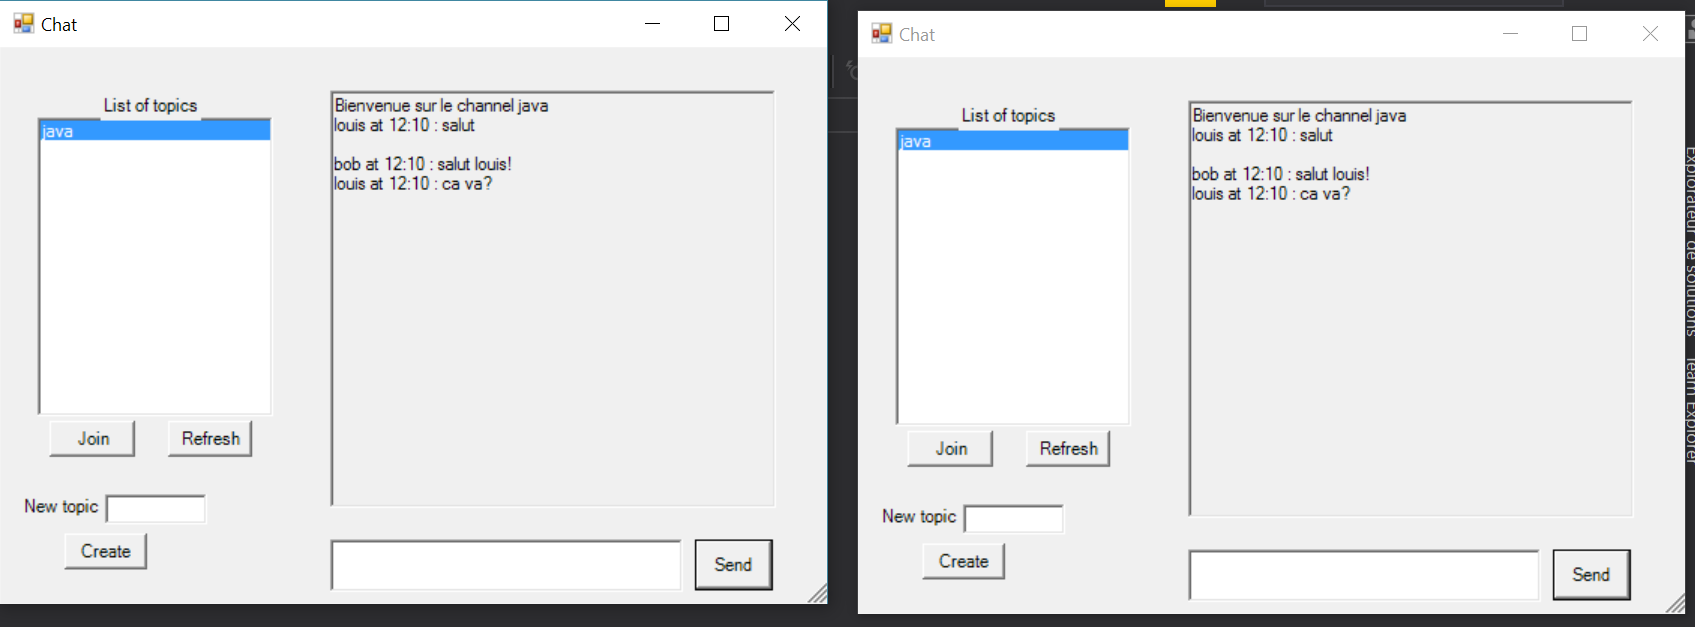 Chat
List of topics
java
Join
Refresh
New topic
Create
Bienvenue sur le channel java
louis at 12:10 : salut
bob at 12:10 : salut louis!
louis at 12:10 : ca va?
Send
Chat
List of topics
java
Join
Refresh
New topic
Create
Bienvenue sur le channel java
louis at 12:10 : salut
bob at 12:10 : salut louis!
louis at 12:10 : ca va?
Send
Explorateur de solutions
Team Explorer